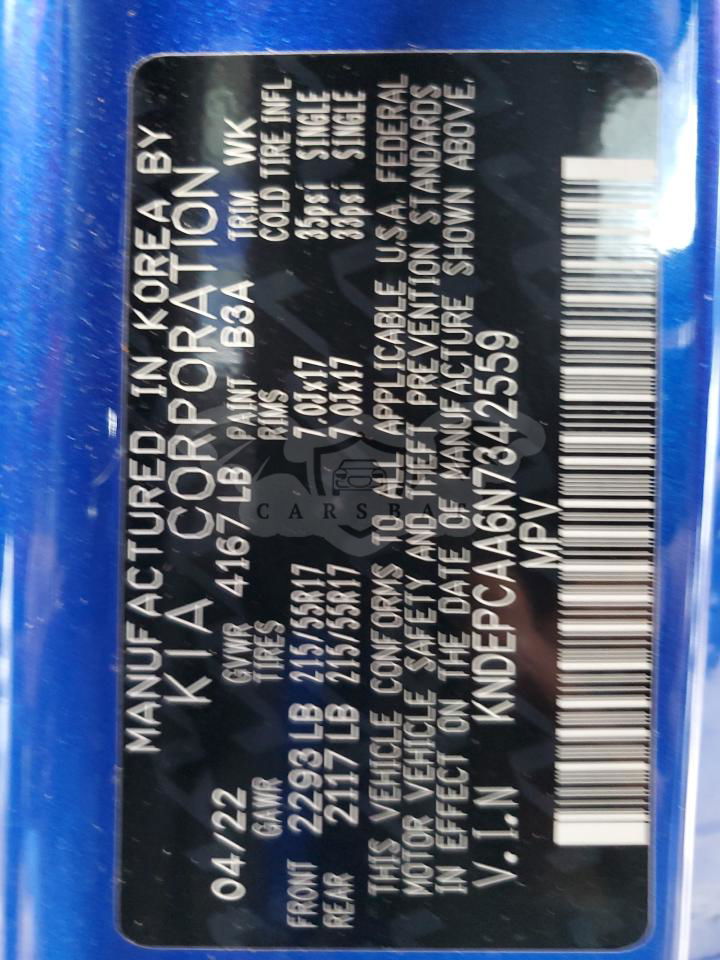 MANUFACTURED IN KOREA BY
KIA CORPORATION
04/22 GVWR 4167 LB PAINT B3A TRIM WK
GAWR TIRES RIMS COLD TIRE INFL
FRONT 2293 LB 215/55R17 7.0Jx17 35psi SINGLE
REAR 2117 LB 215/55R17 7.0Jx17 33psi SINGLE
THIS VEHICLE CONFORMS TO ALL APPLICABLE U.S.A. FEDERAL
MOTOR VEHICLE SAFETY AND THEFT PREVENTION STANDARDS
IN EFFECT ON THE DATE OF MANUFACTURE SHOWN ABOVE.
V.I.N KNDEPCAA6N7342559
MPV